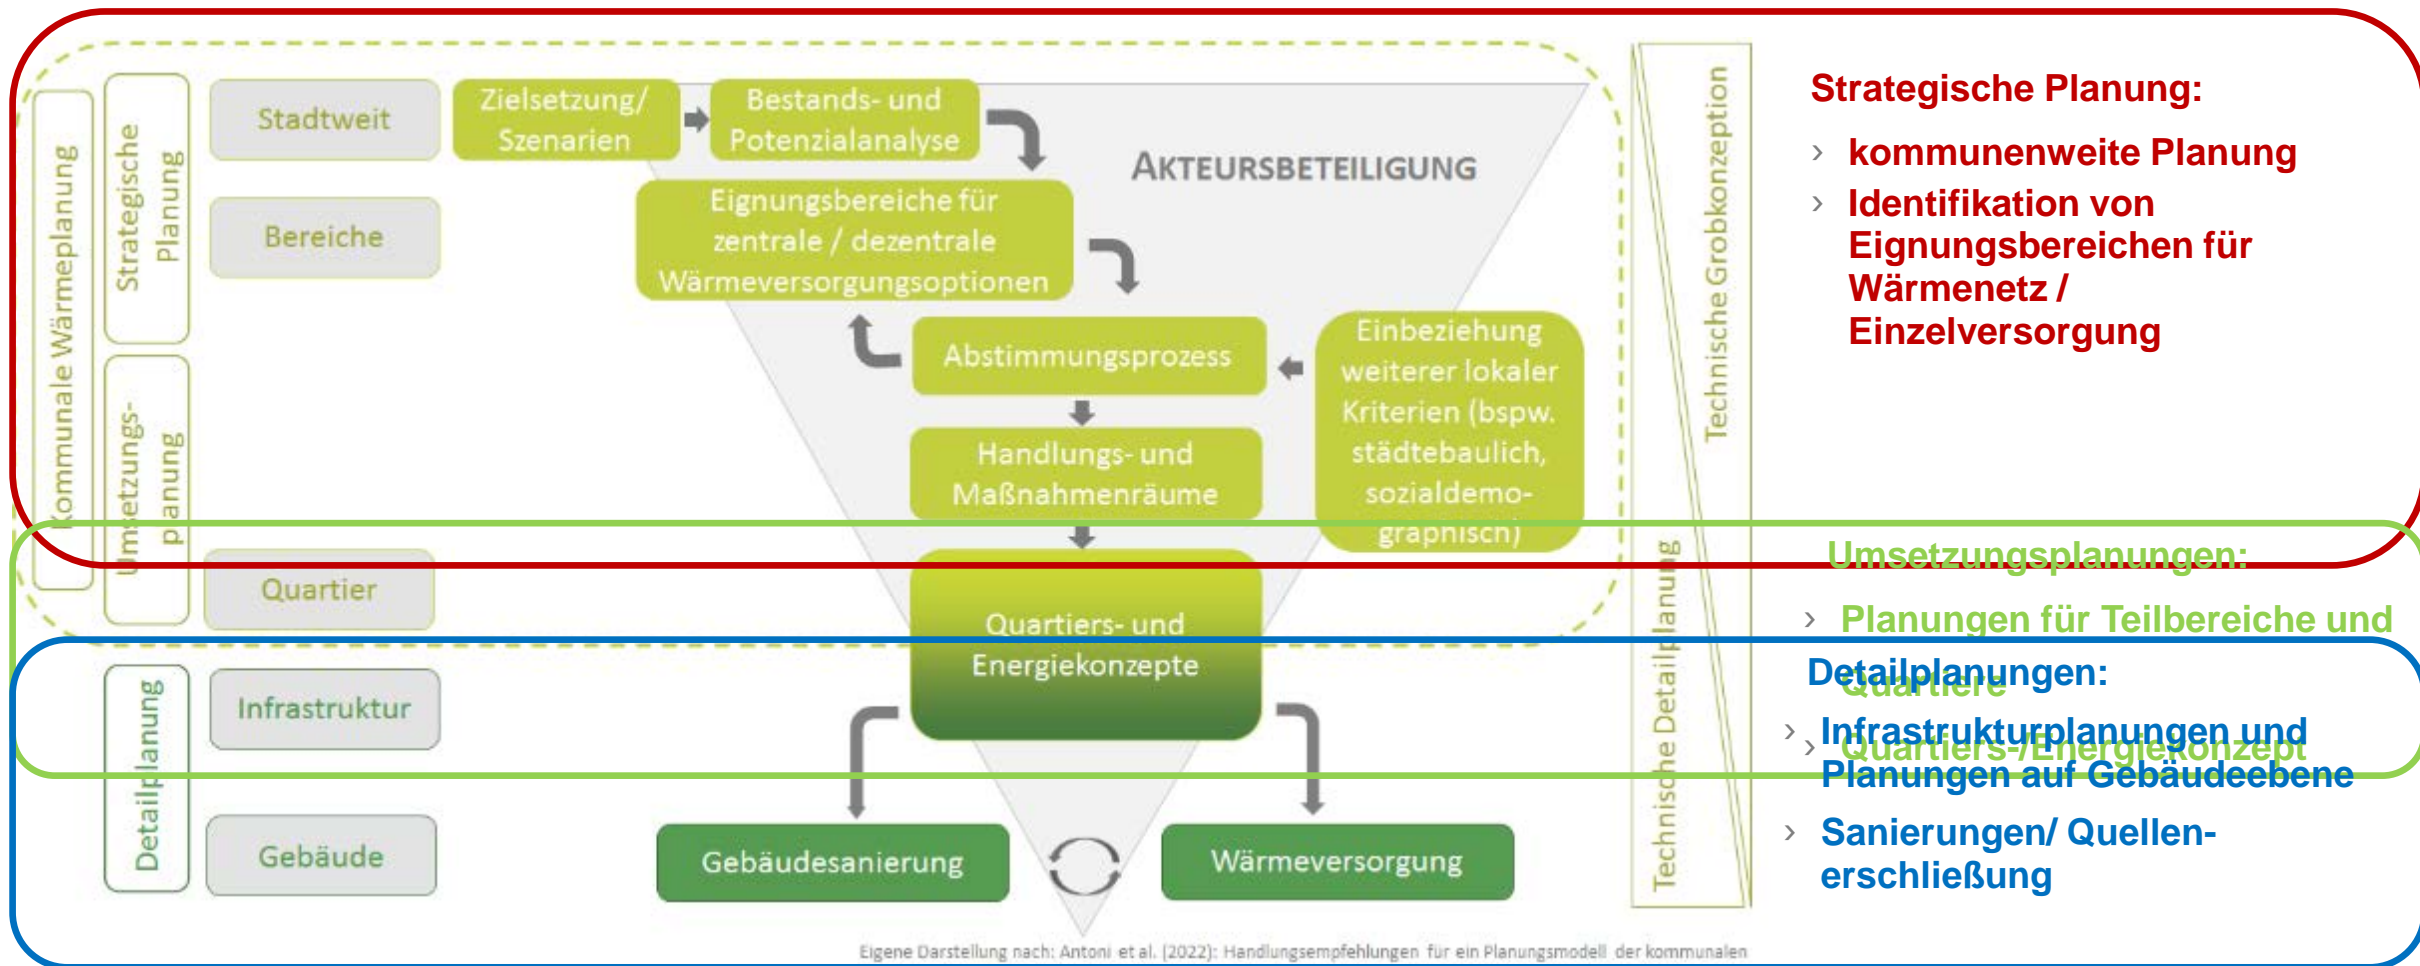 Kommunale Wärmeplanung
Strategische
Planung
Umsetzungs-
planung
Detailplanung
Stadtweit
Bereiche
Quartier
Infrastruktur
Gebäude
Zielsetzung/
Szenarien
Bestands- und
Potenzialanalyse
AKTEURSBETEILIGUNG
Eignungsbereiche für
zentrale / dezentrale
Wärmeversorgungsoptionen
Abstimmungsprozess
Einbeziehung
weiterer lokaler
Kriterien (bspw.
städtebaulich,
sozialdemo-
graphisch)
Handlungs- und
Maßnahmenräume
Quartiers- und
Energiekonzepte
Gebäudesanierung
Wärmeversorgung
Technische Grobkonzeption
Technische Detailplanung
Strategische Planung:
› kommunenweite Planung
› Identifikation von
Eignungsbereichen für
Wärmenetz /
Einzelversorgung
Umsetzungsplanungen:
› Planungen für Teilbereiche und
Quartiere
› Quartiers-/Energiekonzept
Detailplanungen:
› Infrastrukturplanungen und
Planungen auf Gebäudeebene
› Sanierungen/ Quellen-
erschließung
Eigene Darstellung nach: Antoni et al. (2022): Handlungsempfehlungen für ein Planungsmodell der kommunalen